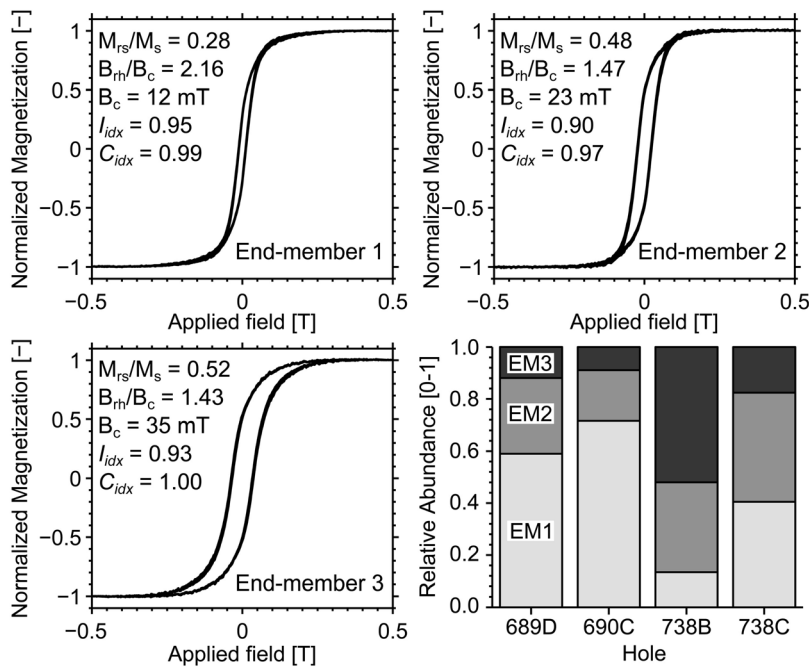 Normalized Magnetization [−]
1
0.5
0
−0.5
−1
M_rs/M_s = 0.28
B_rh/B_c = 2.16
B_c = 12 mT
I_idx = 0.95
C_idx = 0.99
End-member 1
−0.5 0 0.5
Applied field [T]
Normalized Magnetization [−]
1
0.5
0
−0.5
−1
M_rs/M_s = 0.48
B_rh/B_c = 1.47
B_c = 23 mT
I_idx = 0.90
C_idx = 0.97
End-member 2
−0.5 0 0.5
Applied field [T]
Normalized Magnetization [−]
1
0.5
0
−0.5
−1
M_rs/M_s = 0.52
B_rh/B_c = 1.43
B_c = 35 mT
I_idx = 0.93
C_idx = 1.00
End-member 3
−0.5 0 0.5
Applied field [T]
Relative Abundance [0-1]
1.0
0.8
0.6
0.4
0.2
0.0
EM3
EM2
EM1
689D 690C 738B 738C
Hole